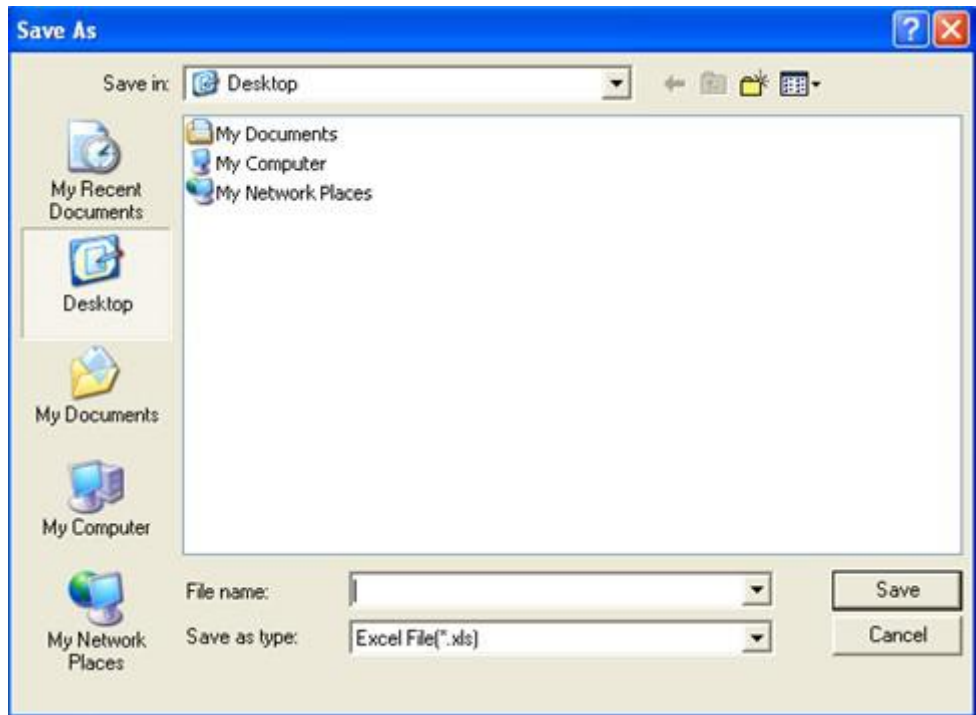 Save As
Save in:
Desktop
My Documents
My Computer
My Network Places
My Recent
Documents
Desktop
My Documents
My Computer
My Network
Places
File name:
Save
Save as type:
Excel File(*.xls)
Cancel